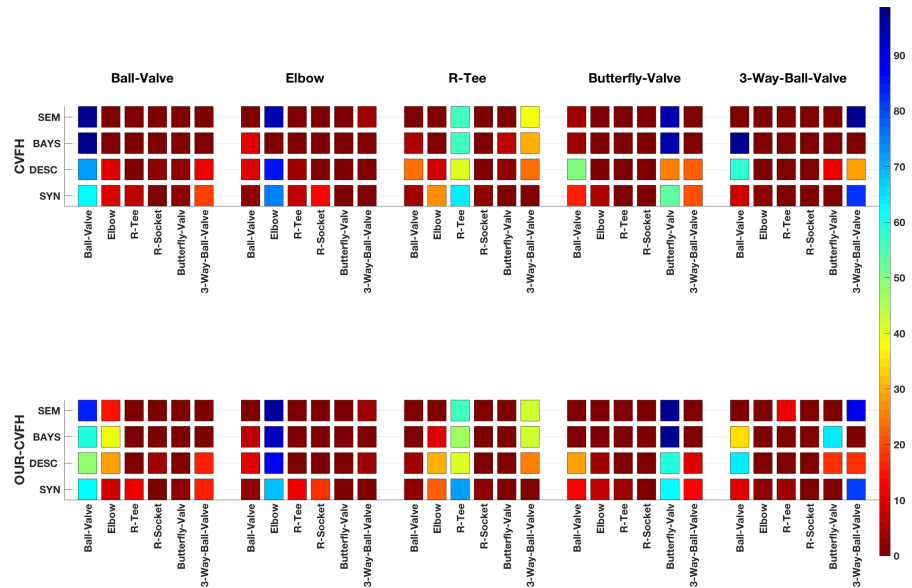 Ball-Valve Elbow R-Tee Butterfly-Valve 3-Way-Ball-Valve
CVFH
SEM
BAYS
DESC
SYN
Ball-Valve Elbow R-Tee R-Socket Butterfly-Valv 3-Way-Ball-Valve
Ball-Valve Elbow R-Tee R-Socket Butterfly-Valv 3-Way-Ball-Valve
Ball-Valve Elbow R-Tee R-Socket Butterfly-Valv 3-Way-Ball-Valve
Ball-Valve Elbow R-Tee R-Socket Butterfly-Valv 3-Way-Ball-Valve
Ball-Valve Elbow R-Tee R-Socket Butterfly-Valv 3-Way-Ball-Valve
OUR-CVFH
SEM
BAYS
DESC
SYN
Ball-Valve Elbow R-Tee R-Socket Butterfly-Valv 3-Way-Ball-Valve
Ball-Valve Elbow R-Tee R-Socket Butterfly-Valv 3-Way-Ball-Valve
Ball-Valve Elbow R-Tee R-Socket Butterfly-Valv 3-Way-Ball-Valve
Ball-Valve Elbow R-Tee R-Socket Butterfly-Valv 3-Way-Ball-Valve
Ball-Valve Elbow R-Tee R-Socket Butterfly-Valv 3-Way-Ball-Valve
90
80
70
60
50
40
30
20
10
0